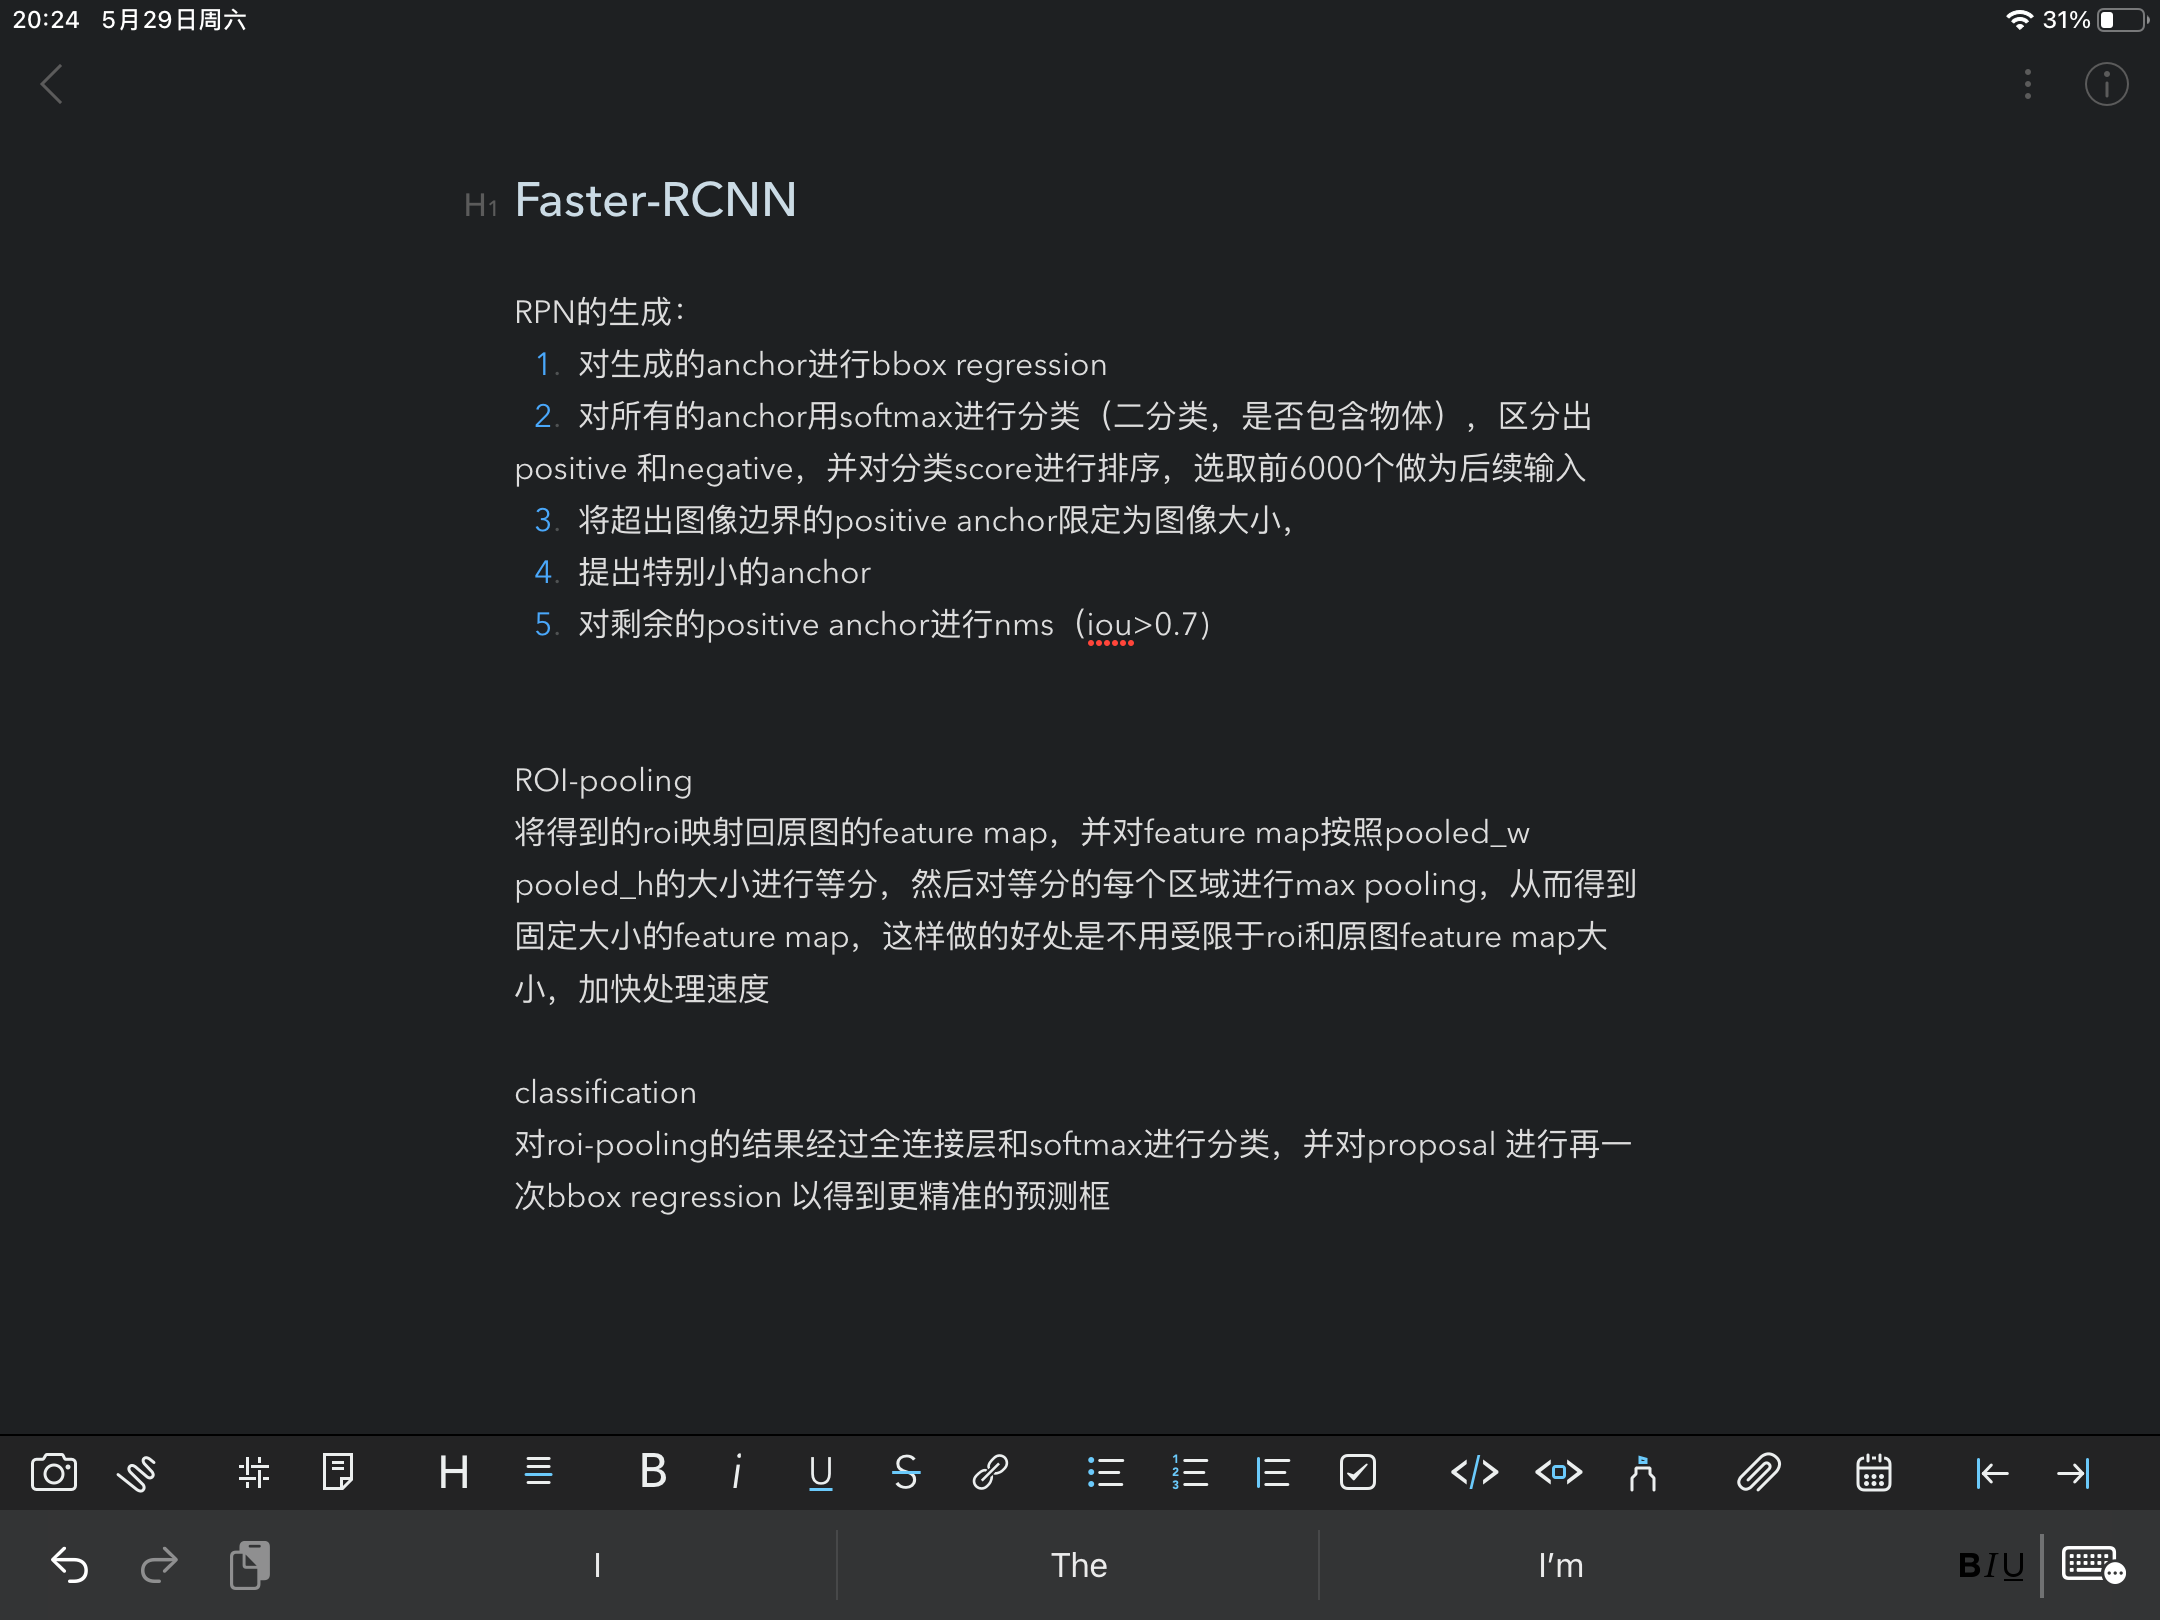 20:24 5月29日周六
31%
H1 Faster-RCNN
RPN的生成：
1. 对生成的anchor进行bbox regression
2. 对所有的anchor用softmax进行分类（二分类，是否包含物体），区分出
positive 和negative，并对分类score进行排序，选取前6000个做为后续输入
3. 将超出图像边界的positive anchor限定为图像大小，
4. 提出特别小的anchor
5. 对剩余的positive anchor进行nms（iou>0.7）
ROI-pooling
将得到的roi映射回原图的feature map，并对feature map按照pooled_w
pooled_h的大小进行等分，然后对等分的每个区域进行max pooling，从而得到
固定大小的feature map，这样做的好处是不用受限于roi和原图feature map大
小，加快处理速度
classification
对roi-pooling的结果经过全连接层和softmax进行分类，并对proposal 进行再一
次bbox regression 以得到更精准的预测框
H B i U S
I The I'm BIU